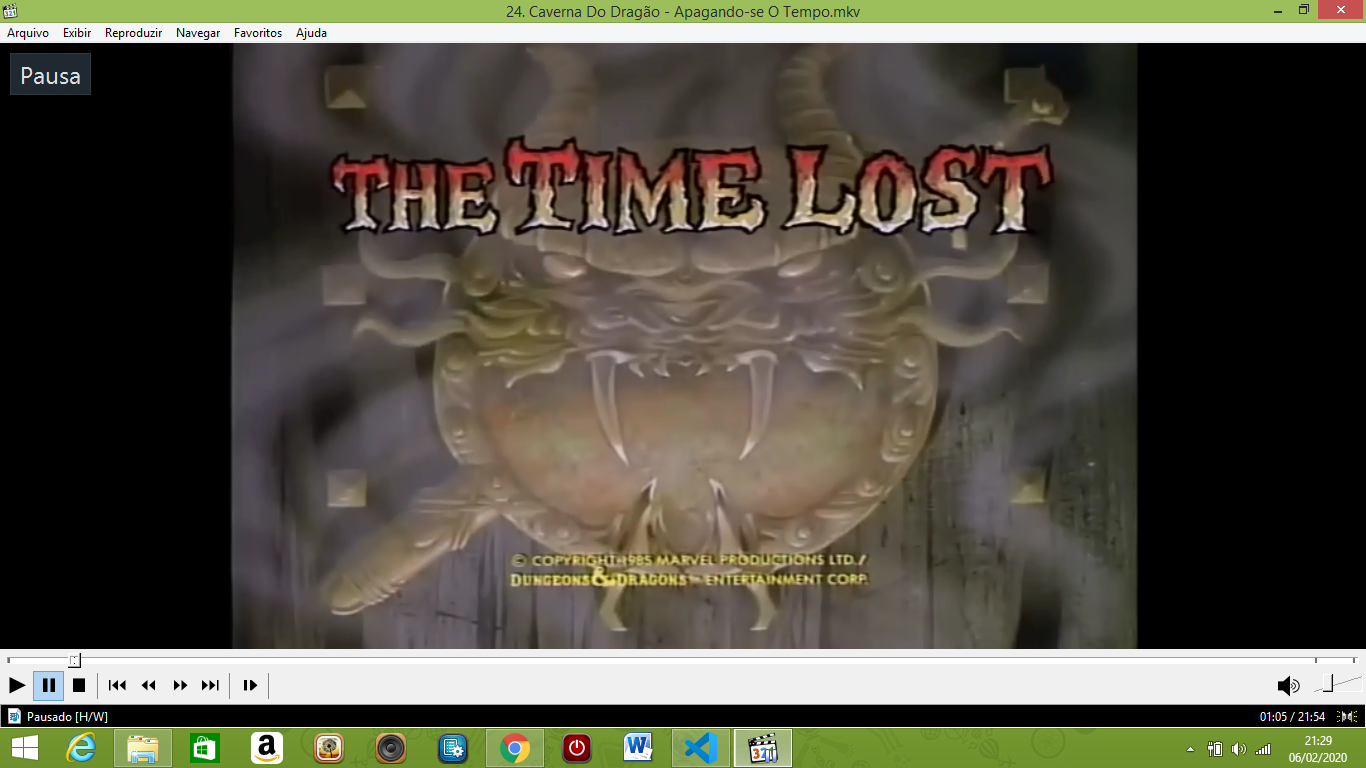 24. Caverna Do Dragão - Apagando-se O Tempo.mkv
Arquivo Exibir Reproduzir Navegar Favoritos Ajuda
Pausa
THE TIME LOST
© COPYRIGHT 1985 MARVEL PRODUCTIONS LTD./
DUNGEONS & DRAGONS™ ENTERTAINMENT CORP.
Pausado [H/W]
01:05 / 21:54
21:29
06/02/2020